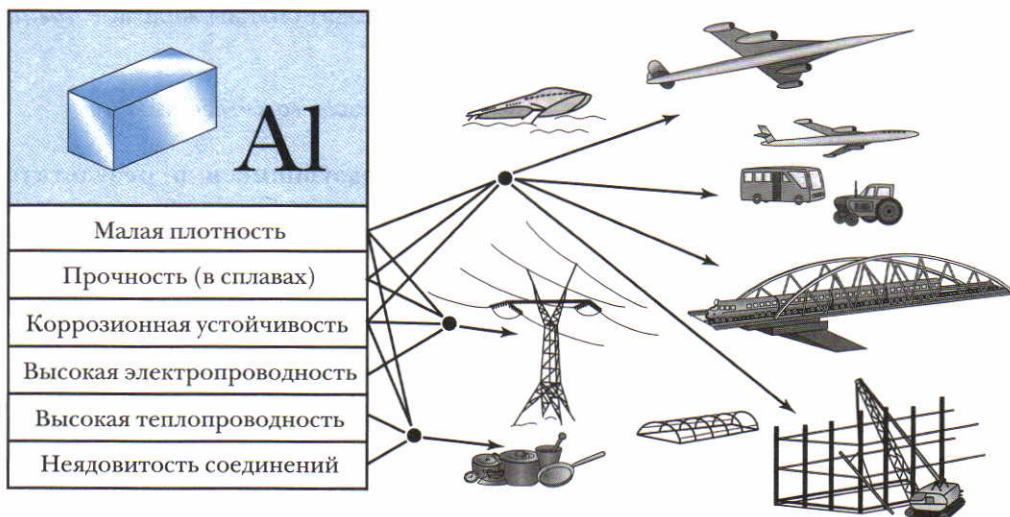 Al
Малая плотность
Прочность (в сплавах)
Коррозионная устойчивость
Высокая электропроводность
Высокая теплопроводность
Неядовитость соединений